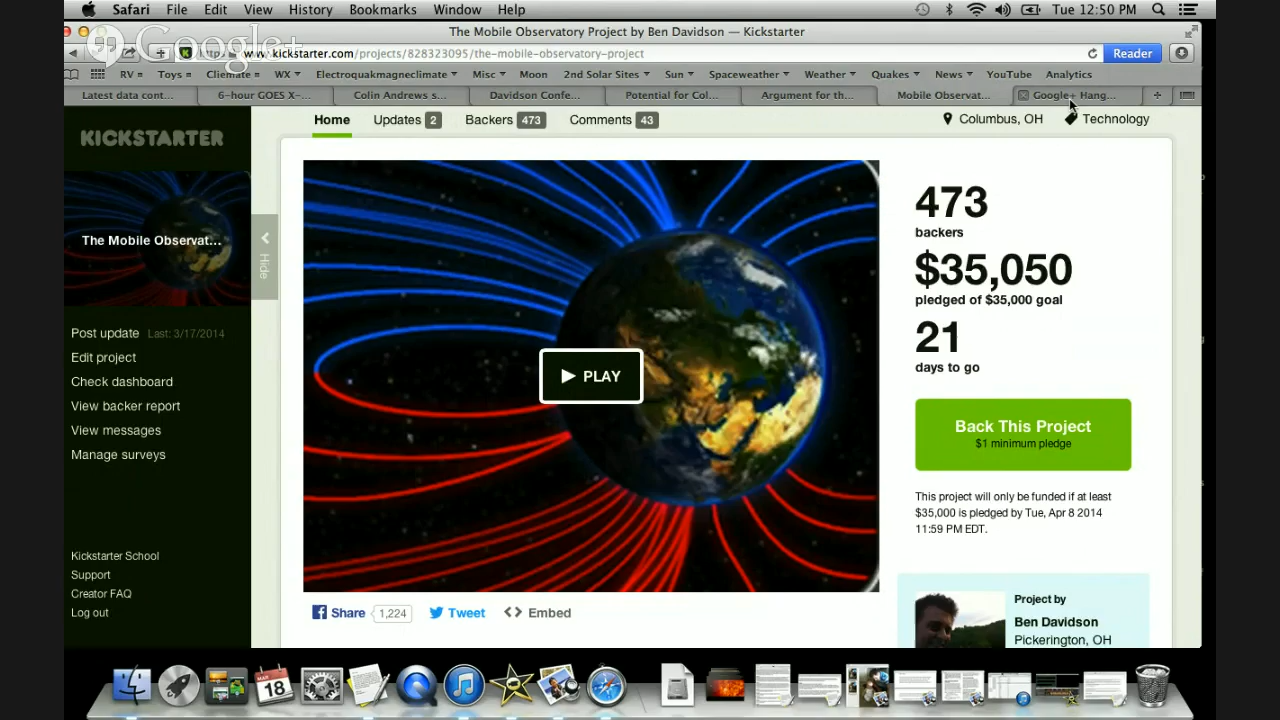 Safari File Edit View History Bookmarks Window Help Tue 12:50 PM
Google+
The Mobile Observatory Project by Ben Davidson — Kickstarter
www.kickstarter.com/projects/828323095/the-mobile-observatory-project Reader
RV Toys Cliemate WX Electroquakmagneclimate Misc Moon 2nd Solar Sites Sun Spaceweather Weather Quakes News YouTube Analytics
Latest data cont... 6-hour GOES X-... Colin Andrews s... Davidson Confe... Potential for Col... Argument for th... Mobile Observat... Google+ Hang...
KICKSTARTER
Home Updates 2 Backers 473 Comments 43 Columbus, OH Technology
The Mobile Observat...
Hide
Post update Last: 3/17/2014
Edit project
Check dashboard
View backer report
View messages
Manage surveys
Kickstarter School
Support
Creator FAQ
Log out
PLAY
473
backers
$35,050
pledged of $35,000 goal
21
days to go
Back This Project
$1 minimum pledge
This project will only be funded if at least
$35,000 is pledged by Tue, Apr 8 2014
11:59 PM EDT.
Share 1,224 Tweet Embed
Project by
Ben Davidson
Pickerington, OH
MAR
18